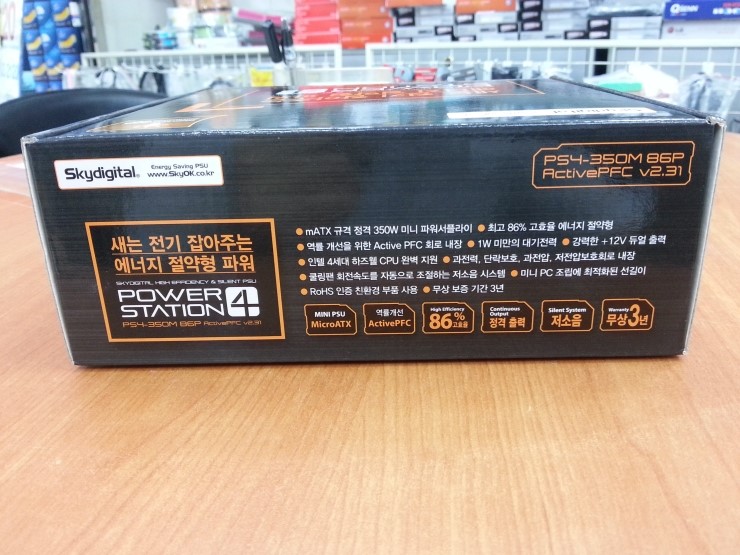 Skydigital.
Energy Saving PSU
www.SkyOK.co.kr
PS4-350M 86P
ActivePFC v2.31
새는 전기 잡아주는
에너지 절약형 파워
SKYDIGITAL HIGH EFFICIENCY & SILENT PSU
POWER
STATION 4
PS4-350M 86P ActivePFC v2.31
● mATX 규격 정격 350W 미니 파워서플라이 ● 최고 86% 고효율 에너지 절약형
● 역률 개선을 위한 Active PFC 회로 내장 ● 1W 미만의 대기전력 ● 강력한 +12V 듀얼 출력
● 인텔 4세대 하즈웰 CPU 완벽 지원 ● 과전력, 단락보호, 과전압, 저전압보호회로 내장
● 쿨링팬 회전속도를 자동으로 조절하는 저소음 시스템 ● 미니 PC 조립에 최적화된 선길이
● RoHS 인증 친환경 부품 사용 ● 무상 보증 기간 3년
MINI PSU
MicroATX
역률개선
ActivePFC
High Efficiency
86% 고효율
Continuous Output
정격 출력
Silent System
저소음
Warranty
무상3년